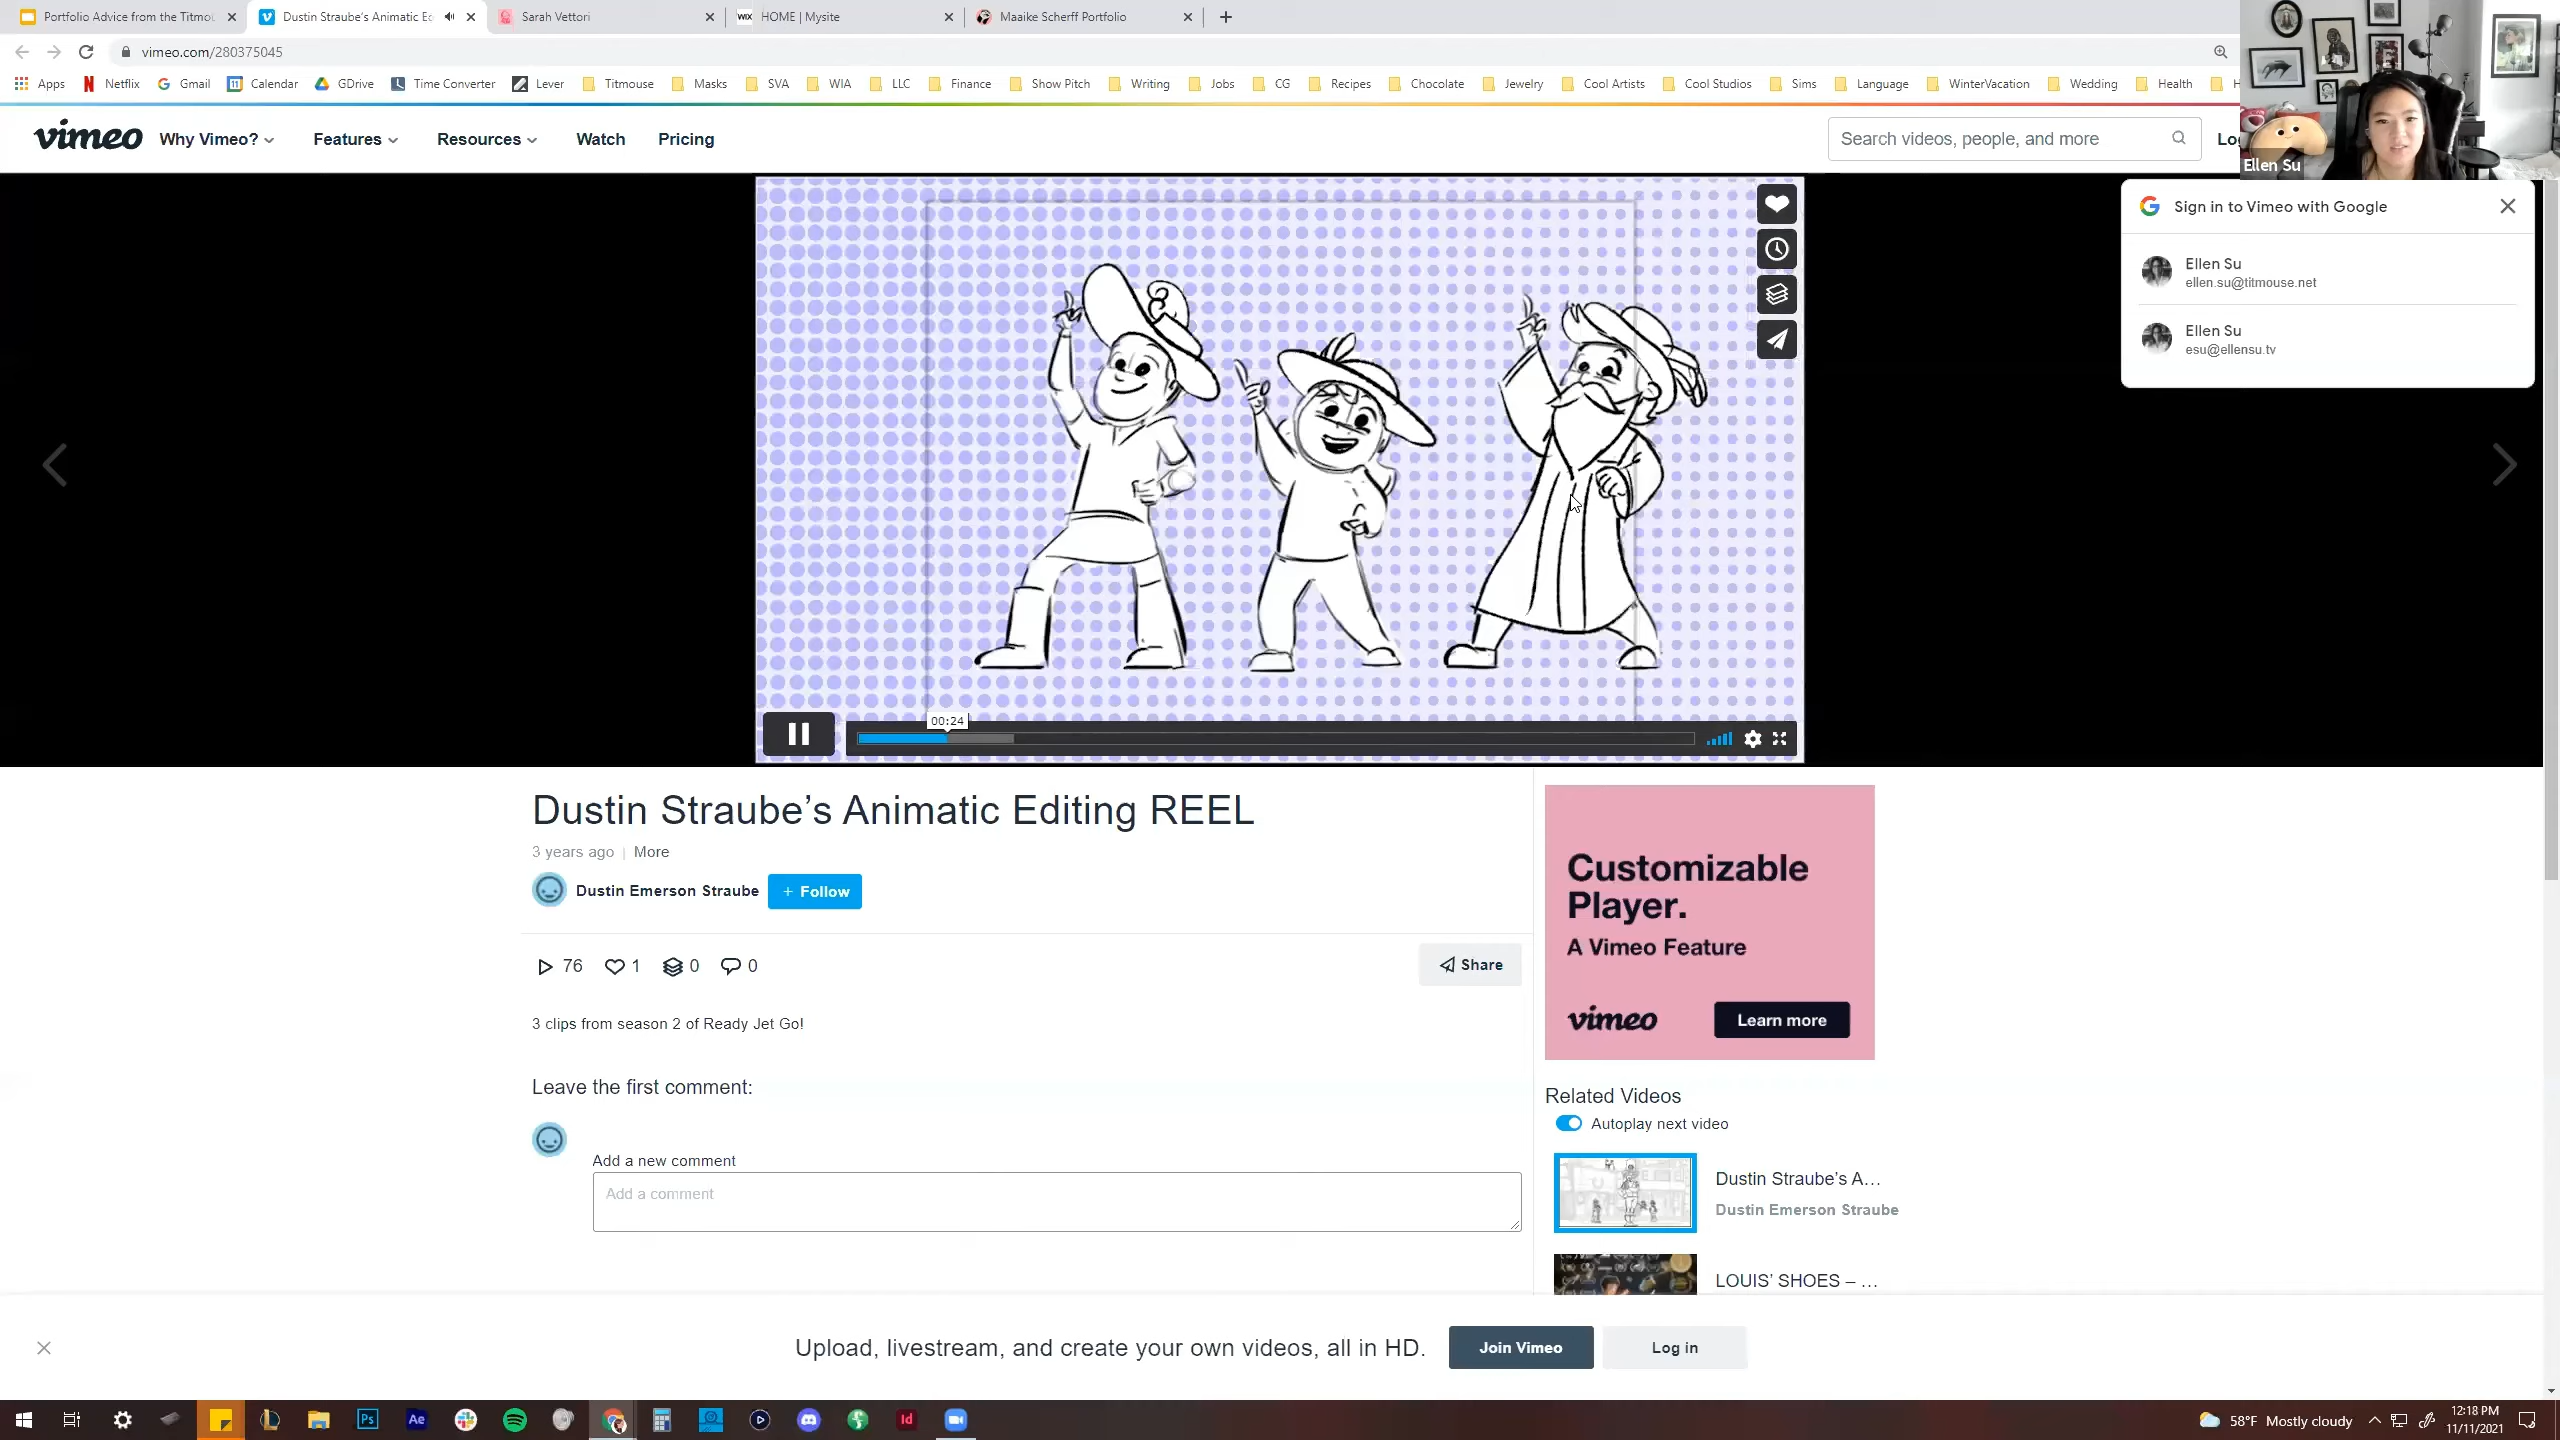 Portfolio Advice from the Titmo
Dustin Straube's Animatic Ed
Sarah Vettori
WIX HOME | Mysite
Maaike Scherff Portfolio
vimeo.com/280375045
Apps Netflix Gmail Calendar GDrive Time Converter Lever Titmouse Masks SVA WIA LLC Finance Show Pitch Writing Jobs CG Recipes Chocolate Jewelry Cool Artists Cool Studios Sims Language WinterVacation Wedding Health H
vimeo Why Vimeo? Features Resources Watch Pricing
Search videos, people, and more
Ellen Su
Sign in to Vimeo with Google
Ellen Su
ellen.su@titmouse.net
Ellen Su
esu@ellensu.tv
00:24
Dustin Straube’s Animatic Editing REEL
3 years ago | More
Dustin Emerson Straube + Follow
76 1 0 0
Share
3 clips from season 2 of Ready Jet Go!
Leave the first comment:
Add a new comment
Add a comment
Customizable
Player.
A Vimeo Feature
vimeo Learn more
Related Videos
Autoplay next video
Dustin Straube’s A…
Dustin Emerson Straube
LOUIS’ SHOES – …
Upload, livestream, and create your own videos, all in HD. Join Vimeo Log in
Ps Ae Id
58°F Mostly cloudy
12:18 PM
11/11/2021